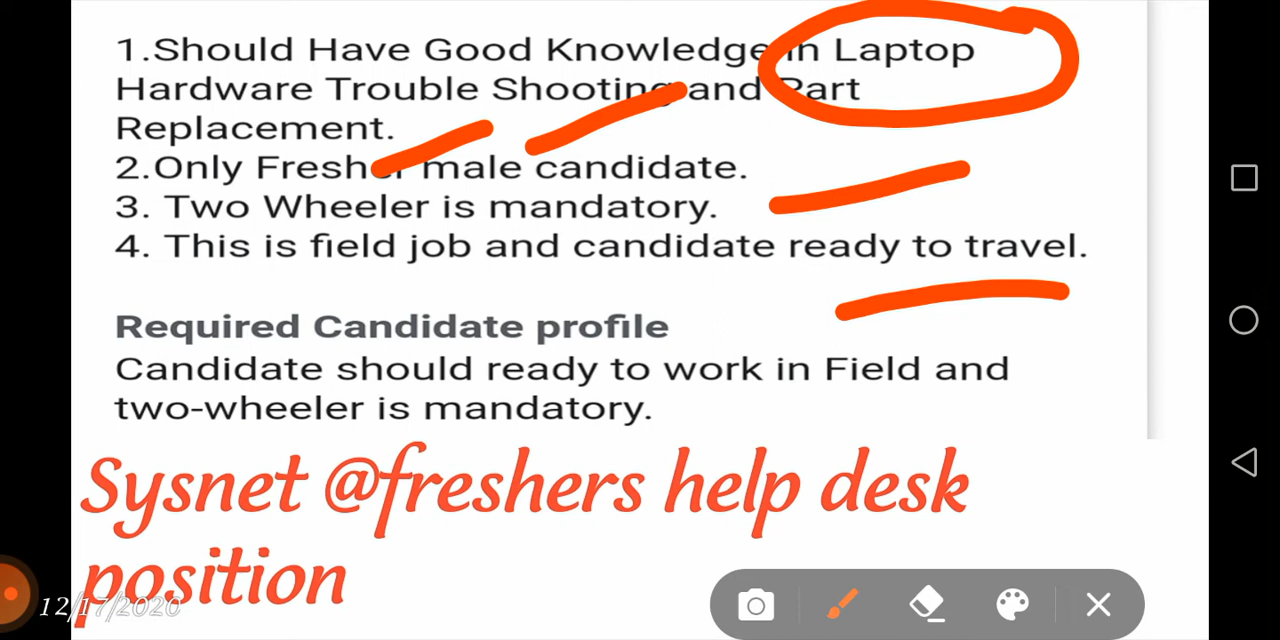 1.Should Have Good Knowledge in Laptop
Hardware Trouble Shooting and Part
Replacement.
2.Only Fresher male candidate.
3. Two Wheeler is mandatory.
4. This is field job and candidate ready to travel.
Required Candidate profile
Candidate should ready to work in Field and
two-wheeler is mandatory.
Sysnet @freshers help desk
position
12/17/2020